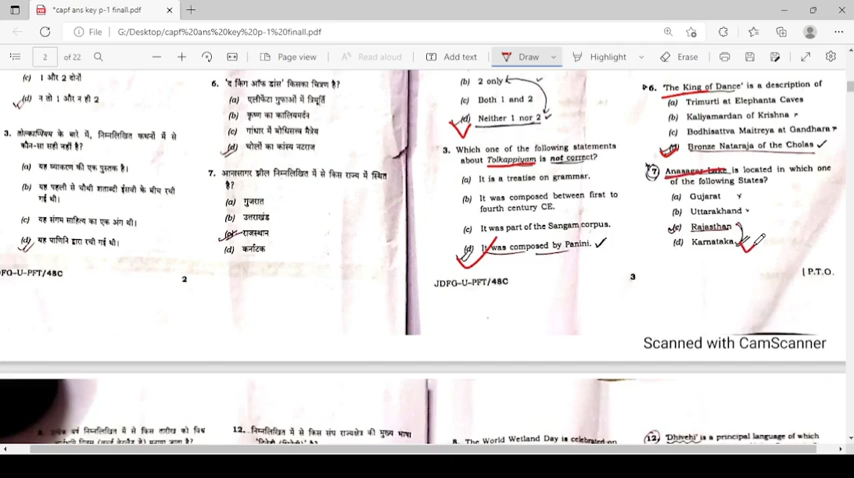 *capf ans key p-1 finall.pdf
File
G:/Desktop/capf%20ans%20key%20p-1%20finall.pdf
2 of 22
Page view
Read aloud
Add text
Draw
Highlight
Erase
(c) 1 और 2 दोनों
(d) न तो 1 और न ही 2
3. तोल्काप्पियम के बारे में, निम्नलिखित कथनों में से
कौन-सा सही नहीं है?
(a) यह व्याकरण की एक पुस्तक है।
(b) यह पहली से चौथी शताब्दी ईसवी के बीच रची
गई थी।
(c) यह संगम साहित्य का एक अंग थी।
(d) यह पाणिनि द्वारा रची गई थी।
FG-U-PFT/48C
2
6. 'द किंग ऑफ डांस' किसका चित्रण है?
(a) एलीफेंटा गुफाओं में त्रिमूर्ति
(b) कृष्ण का कालियमर्दन
(c) गांधार में बोधिसत्त्व मैत्रेय
(d) चोलों का कांस्य नटराज
7. आनासागर झील निम्नलिखित में से किस राज्य में स्थित
है?
(a) गुजरात
(b) उत्तराखंड
(c) राजस्थान
(d) कर्नाटक
(b) 2 only
(c) Both 1 and 2
(d) Neither 1 nor 2
3. Which one of the following statements
about Tolkappiyam is not correct?
(a) It is a treatise on grammar.
(b) It was composed between first to
fourth century CE.
(c) It was part of the Sangam corpus.
(d) It was composed by Panini.
JDFG-U-PFT/48C
3
6. 'The King of Dance' is a description of
(a) Trimurti at Elephanta Caves
(b) Kaliyamardan of Krishna
(c) Bodhisattva Maitreya at Gandhara
(d) Bronze Nataraja of the Cholas
7. Anasagar Lake is located in which one
of the following States?
(a) Gujarat
(b) Uttarakhand
(c) Rajasthan
(d) Karnataka
[ P.T.O.
Scanned with CamScanner
12. निम्नलिखित में से किस संघ राज्यक्षेत्र की मुख्य भाषा
8. The World Wetland Day is celebrated on
12. 'Dhivehi' is a principal language of which